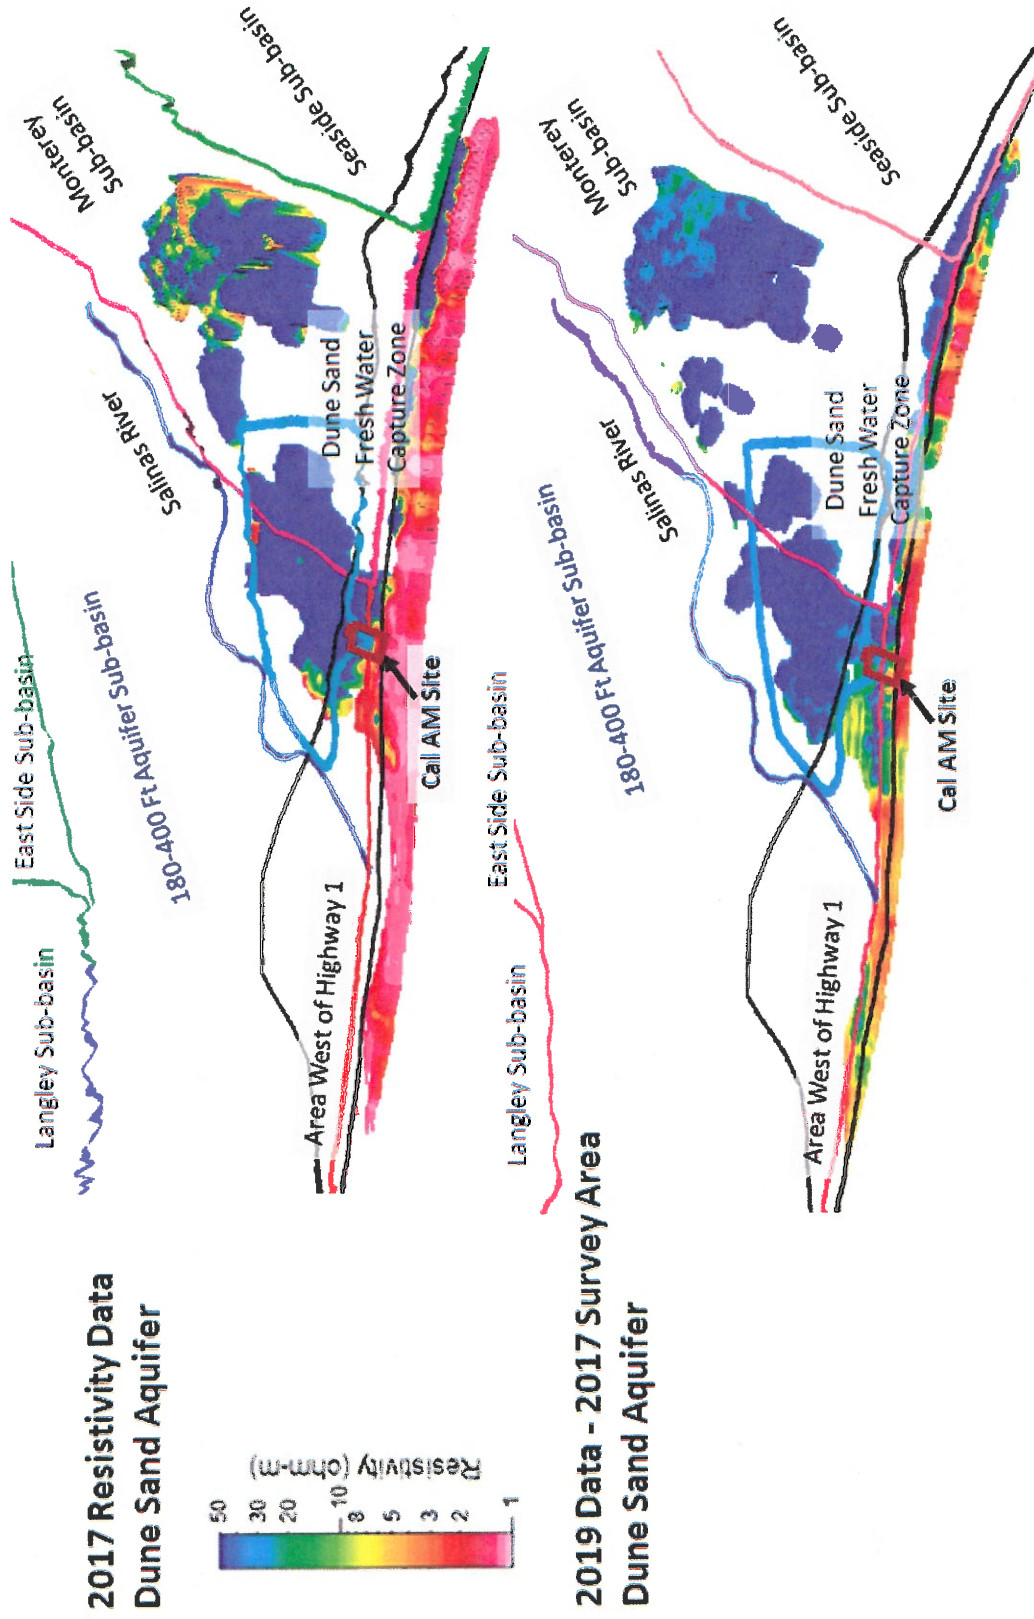 2017 Resistivity Data
Dune Sand Aquifer
Langley Sub-basin
East Side Sub-basin
180-400 Ft Aquifer Sub-basin
Salinas River
Monterey
Sub-basin
Seaside Sub-basin
Dune Sand
Fresh Water
Capture Zone
Area West of Highway 1
Cal AM Site
50
30
20
10
8
5
3
2
1
Resistivity (ohm-m)
2019 Data - 2017 Survey Area
Dune Sand Aquifer
Langley Sub-basin
East Side Sub-basin
180-400 Ft Aquifer Sub-basin
Salinas River
Monterey
Sub-basin
Seaside Sub-basin
Dune Sand
Fresh Water
Capture Zone
Area West of Highway 1
Cal AM Site